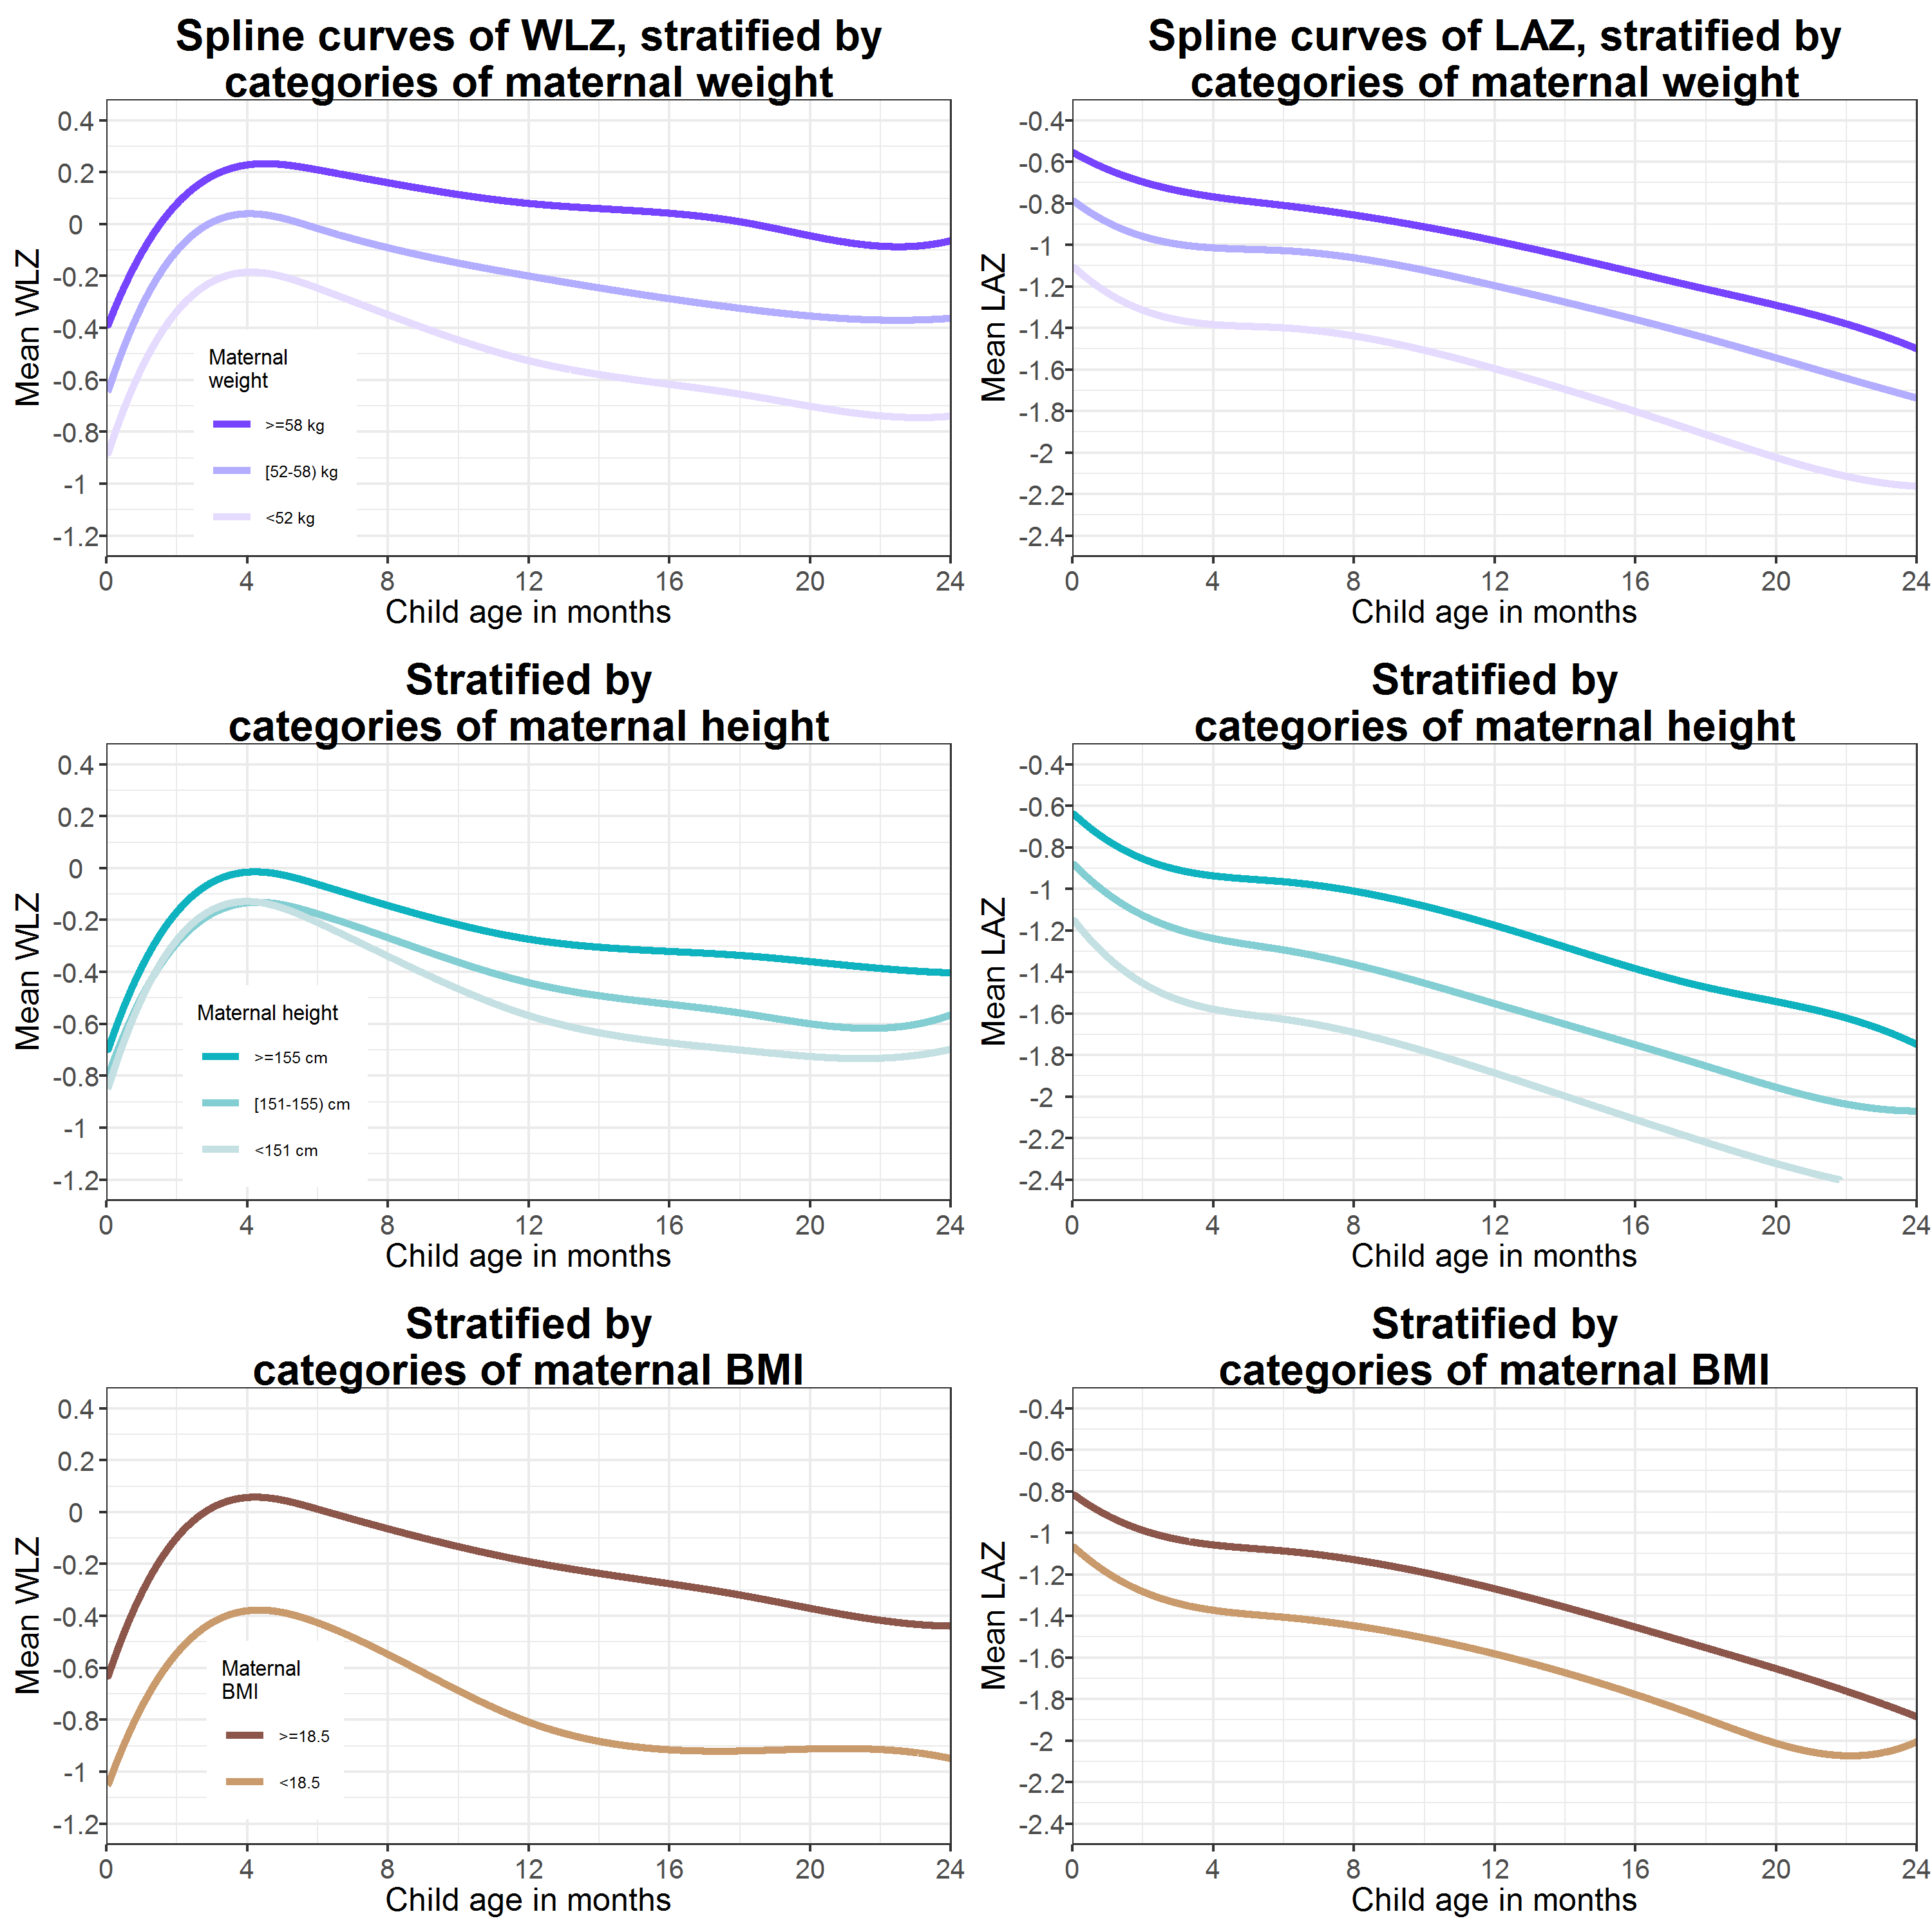 Spline curves of WLZ, stratified by
categories of maternal weight
Mean WLZ
0.4
0.2
0
-0.2
-0.4
-0.6
-0.8
-1
-1.2
Maternal
weight
>=58 kg
[52-58) kg
<52 kg
0 4 8 12 16 20 24
Child age in months
Spline curves of LAZ, stratified by
categories of maternal weight
Mean LAZ
-0.4
-0.6
-0.8
-1
-1.2
-1.4
-1.6
-1.8
-2
-2.2
-2.4
0 4 8 12 16 20 24
Child age in months
Stratified by
categories of maternal height
Mean WLZ
0.4
0.2
0
-0.2
-0.4
-0.6
-0.8
-1
-1.2
Maternal height
>=155 cm
[151-155) cm
<151 cm
0 4 8 12 16 20 24
Child age in months
Stratified by
categories of maternal height
Mean LAZ
-0.4
-0.6
-0.8
-1
-1.2
-1.4
-1.6
-1.8
-2
-2.2
-2.4
0 4 8 12 16 20 24
Child age in months
Stratified by
categories of maternal BMI
Mean WLZ
0.4
0.2
0
-0.2
-0.4
-0.6
-0.8
-1
-1.2
Maternal
BMI
>=18.5
<18.5
0 4 8 12 16 20 24
Child age in months
Stratified by
categories of maternal BMI
Mean LAZ
-0.4
-0.6
-0.8
-1
-1.2
-1.4
-1.6
-1.8
-2
-2.2
-2.4
0 4 8 12 16 20 24
Child age in months